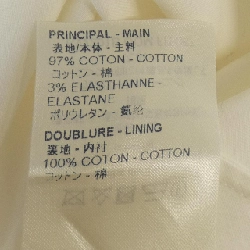 PRINCIPAL - MAIN
表地/本体 - 主料
97% COTON - COTTON
コットン - 棉
3% ELASTHANNE -
ELASTANE
ポリウレタン - 氨纶
DOUBLURE - LINING
裏地 - 内衬
100% COTON - COTTON
コットン - 棉